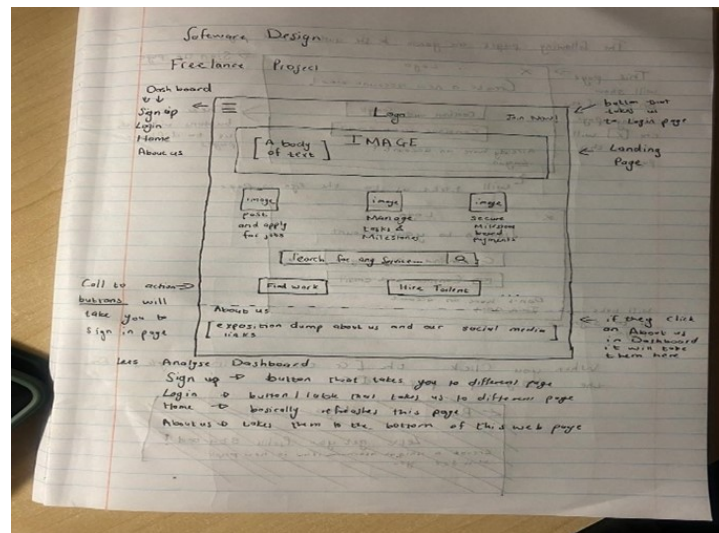 Software Design
Freelance Project
Dashboard
Sign up
Login
Home
About us
Logo
Join Now!
button that
takes us
to Login page
[A body
of text]
IMAGE
Landing
Page
image
image
image
post
and apply
for jobs
Manage
tasks &
Milestones
Secure
Milestone
based
payments
Search for any service...
Find work
Hire Tailent
Call to action
buttons will
take you to
sign in page
About us
[exposition dump about us and our social media
links]
if they click
on About us
in Dashboard
it will take
them here
Lets Analyse Dashboard
Sign up → button that takes you to different page
Login → button / table that takes us to different page
Home → basically refreshes this page
About us → takes them to the bottom of this web page